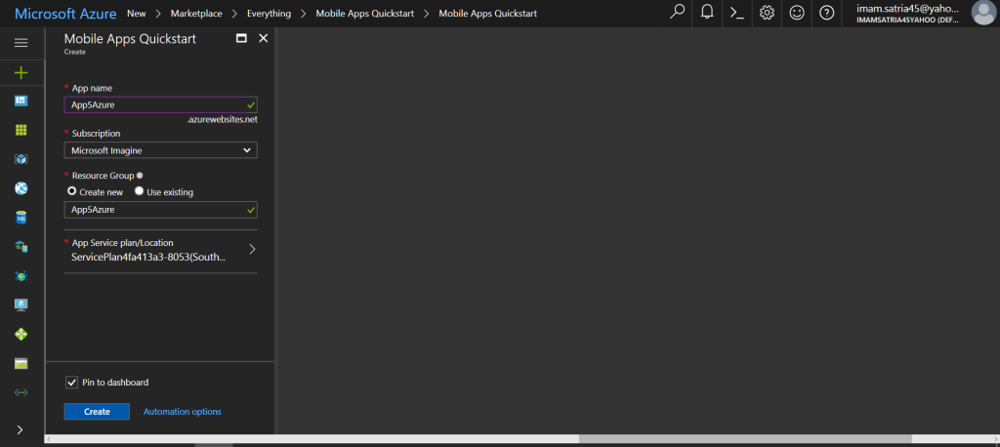 Microsoft Azure New > Marketplace > Everything > Mobile Apps Quickstart > Mobile Apps Quickstart
imam.satria45@yaho...
IMAMSATRIA45YAHOO (DEF...
Mobile Apps Quickstart
Create
* App name
App5Azure
.azurewebsites.net
* Subscription
Microsoft Imagine
* Resource Group
Create new Use existing
App5Azure
* App Service plan/Location
ServicePlan4fa413a3-8053(South...
Pin to dashboard
Create Automation options